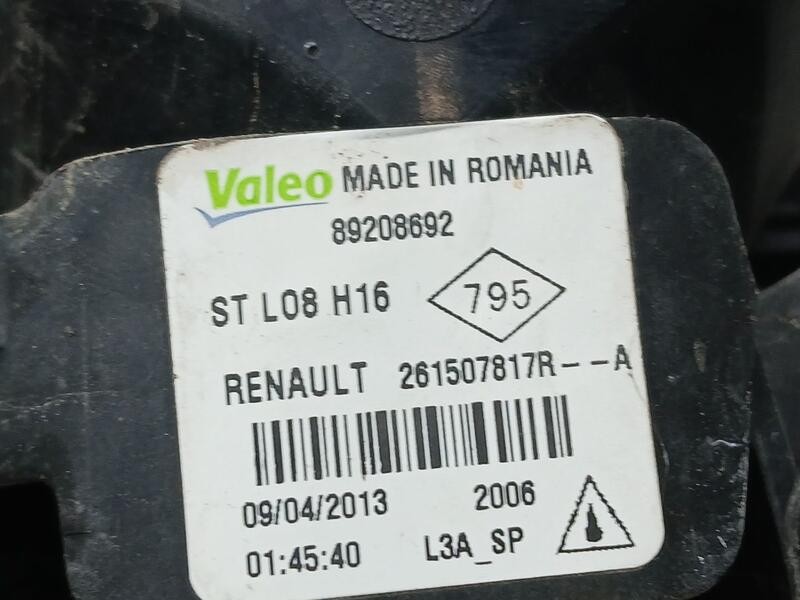 Valeo MADE IN ROMANIA
89208692
ST L08 H16 795
RENAULT 261507817R--A
09/04/2013 2006
01:45:40 L3A_SP